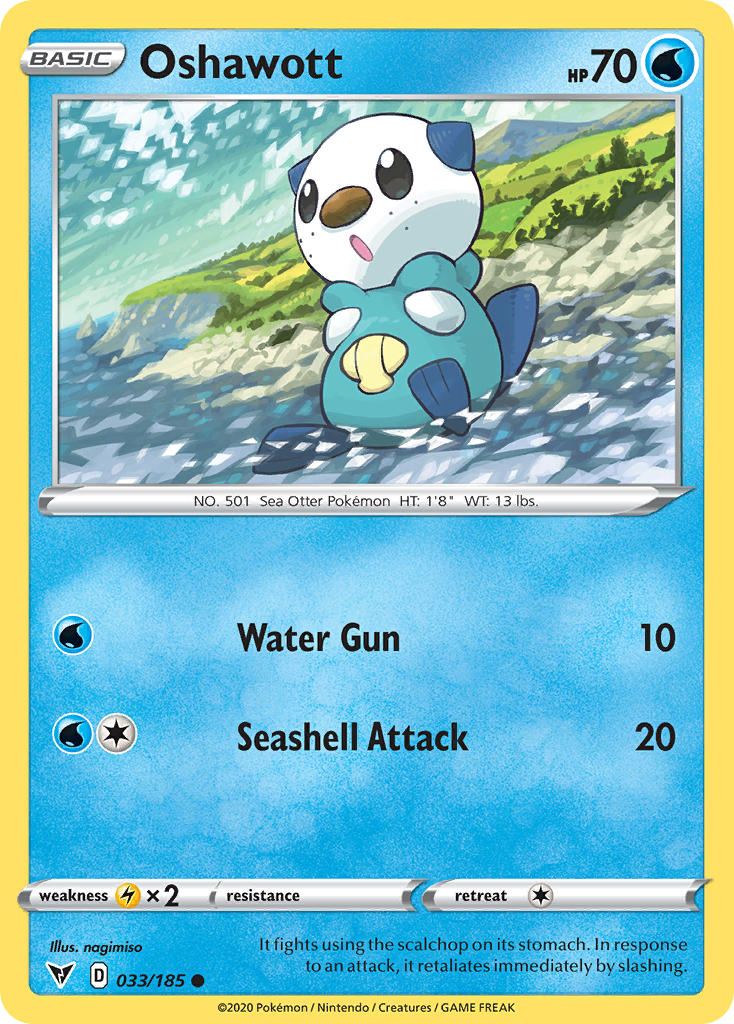 BASIC Oshawott HP 70
NO. 501 Sea Otter Pokémon HT: 1'8" WT: 13 lbs.
Water Gun 10
Seashell Attack 20
weakness ×2 resistance retreat
Illus. nagimiso
It fights using the scalchop on its stomach. In response
to an attack, it retaliates immediately by slashing.
D 033/185
©2020 Pokémon / Nintendo / Creatures / GAME FREAK